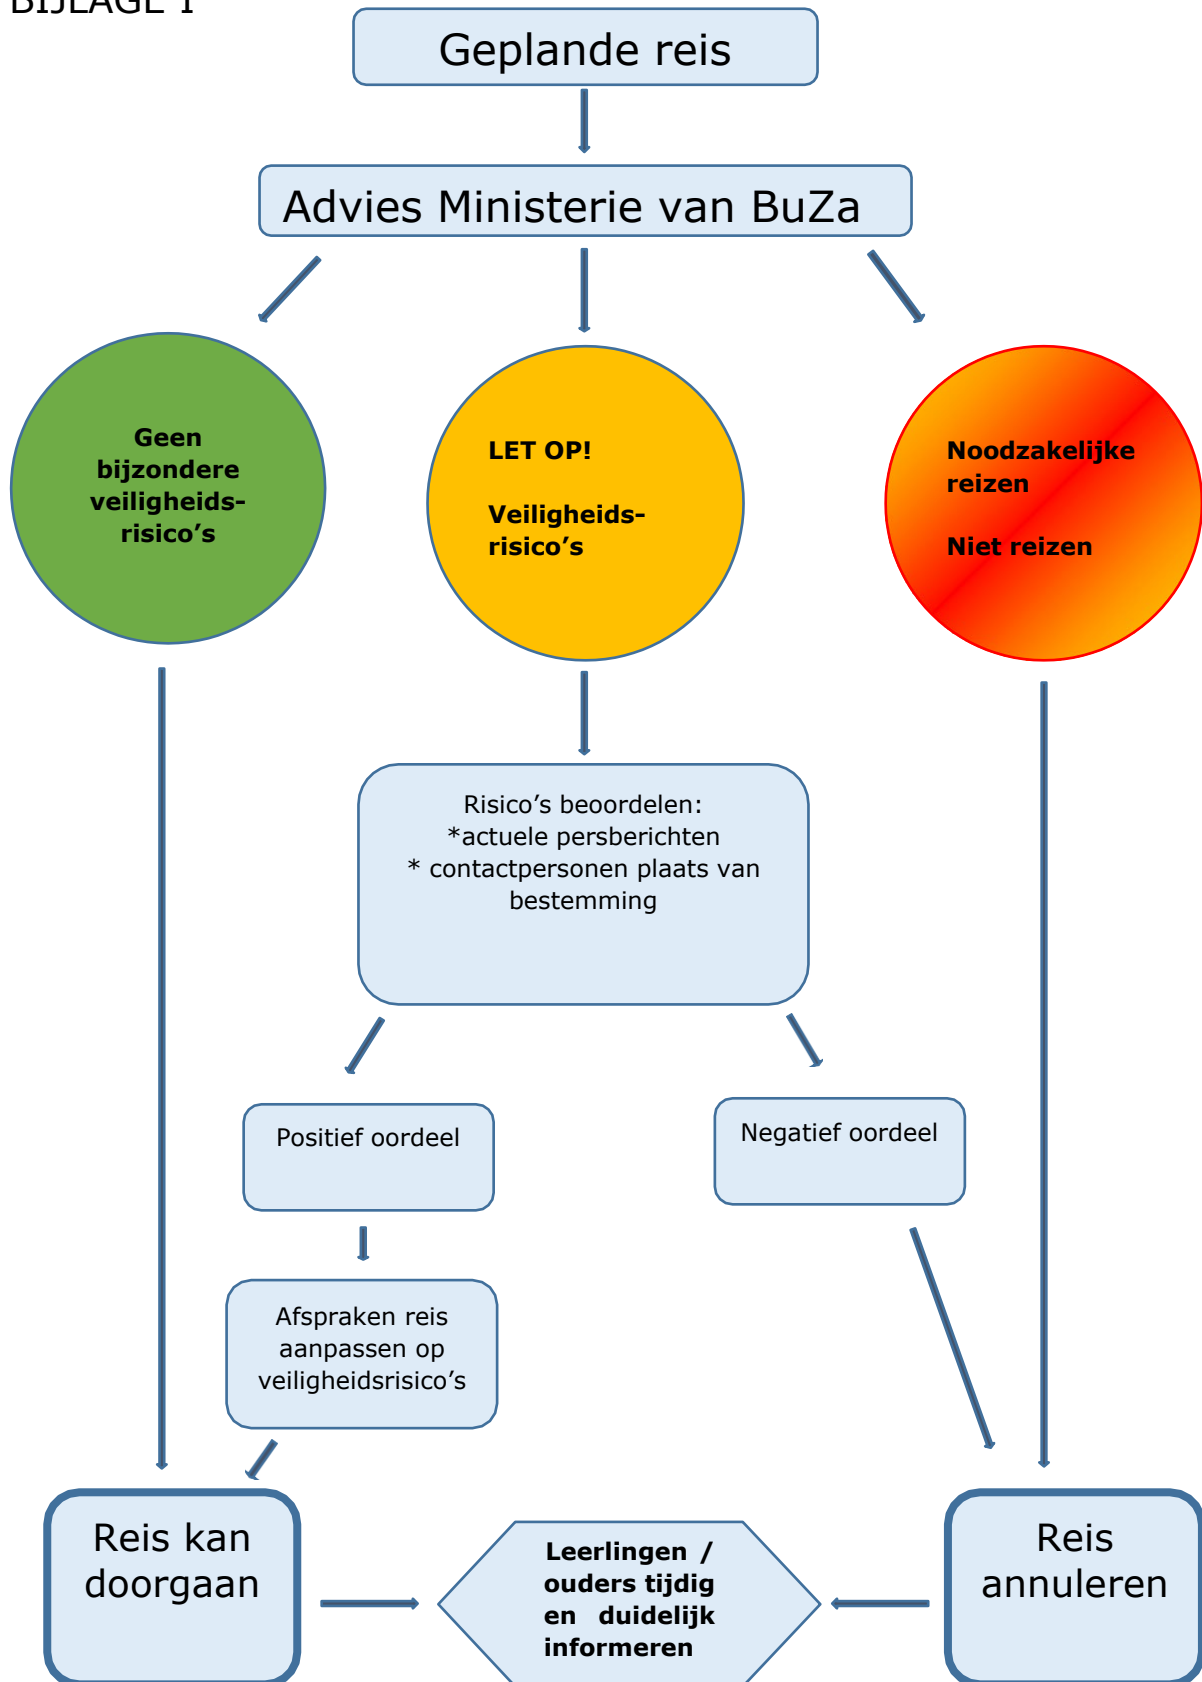 BIJLAGE 1
Geplande reis
Advies Ministerie van BuZa
Geen
bijzondere
veiligheids-
risico’s
LET OP!
Veiligheids-
risico’s
Noodzakelijke
reizen
Niet reizen
Risico’s beoordelen:
*actuele persberichten
* contactpersonen plaats van
bestemming
Positief oordeel
Negatief oordeel
Afspraken reis
aanpassen op
veiligheidsrisico’s
Reis kan
doorgaan
Leerlingen /
ouders tijdig
en duidelijk
informeren
Reis
annuleren